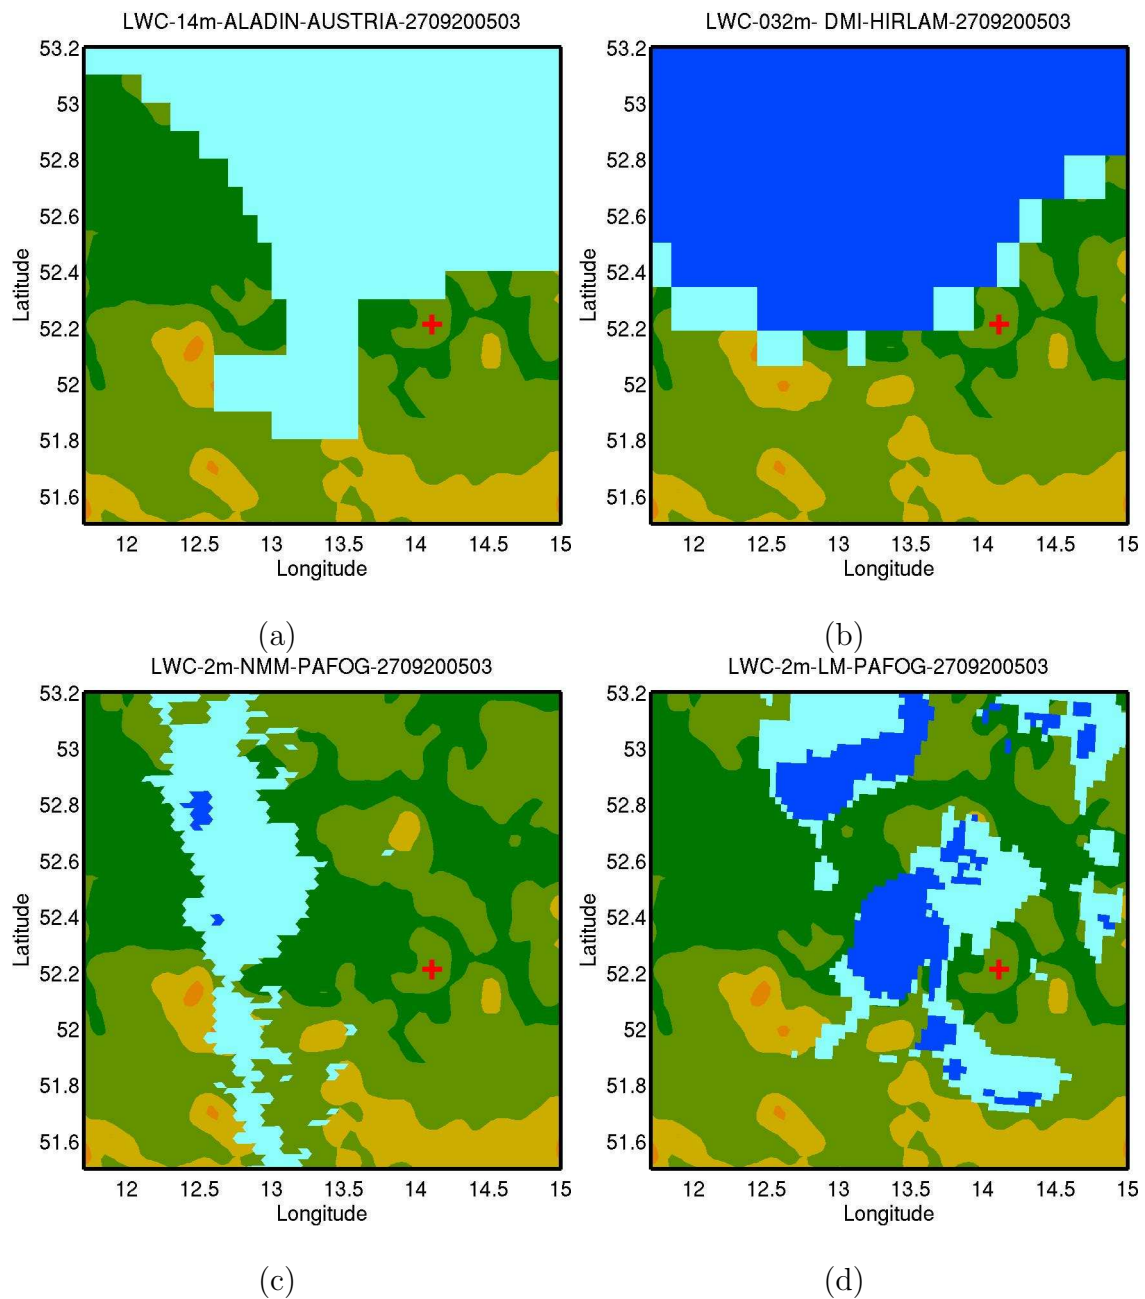 LWC-14m-ALADIN-AUSTRIA-2709200503
53.2
53
52.8
52.6
52.4
52.2
52
51.8
51.6
Latitude
12 12.5 13 13.5 14 14.5 15
Longitude
(a)
LWC-032m- DMI-HIRLAM-2709200503
53.2
53
52.8
52.6
52.4
52.2
52
51.8
51.6
Latitude
12 12.5 13 13.5 14 14.5 15
Longitude
(b)
LWC-2m-NMM-PAFOG-2709200503
53.2
53
52.8
52.6
52.4
52.2
52
51.8
51.6
Latitude
12 12.5 13 13.5 14 14.5 15
Longitude
(c)
LWC-2m-LM-PAFOG-2709200503
53.2
53
52.8
52.6
52.4
52.2
52
51.8
51.6
Latitude
12 12.5 13 13.5 14 14.5 15
Longitude
(d)